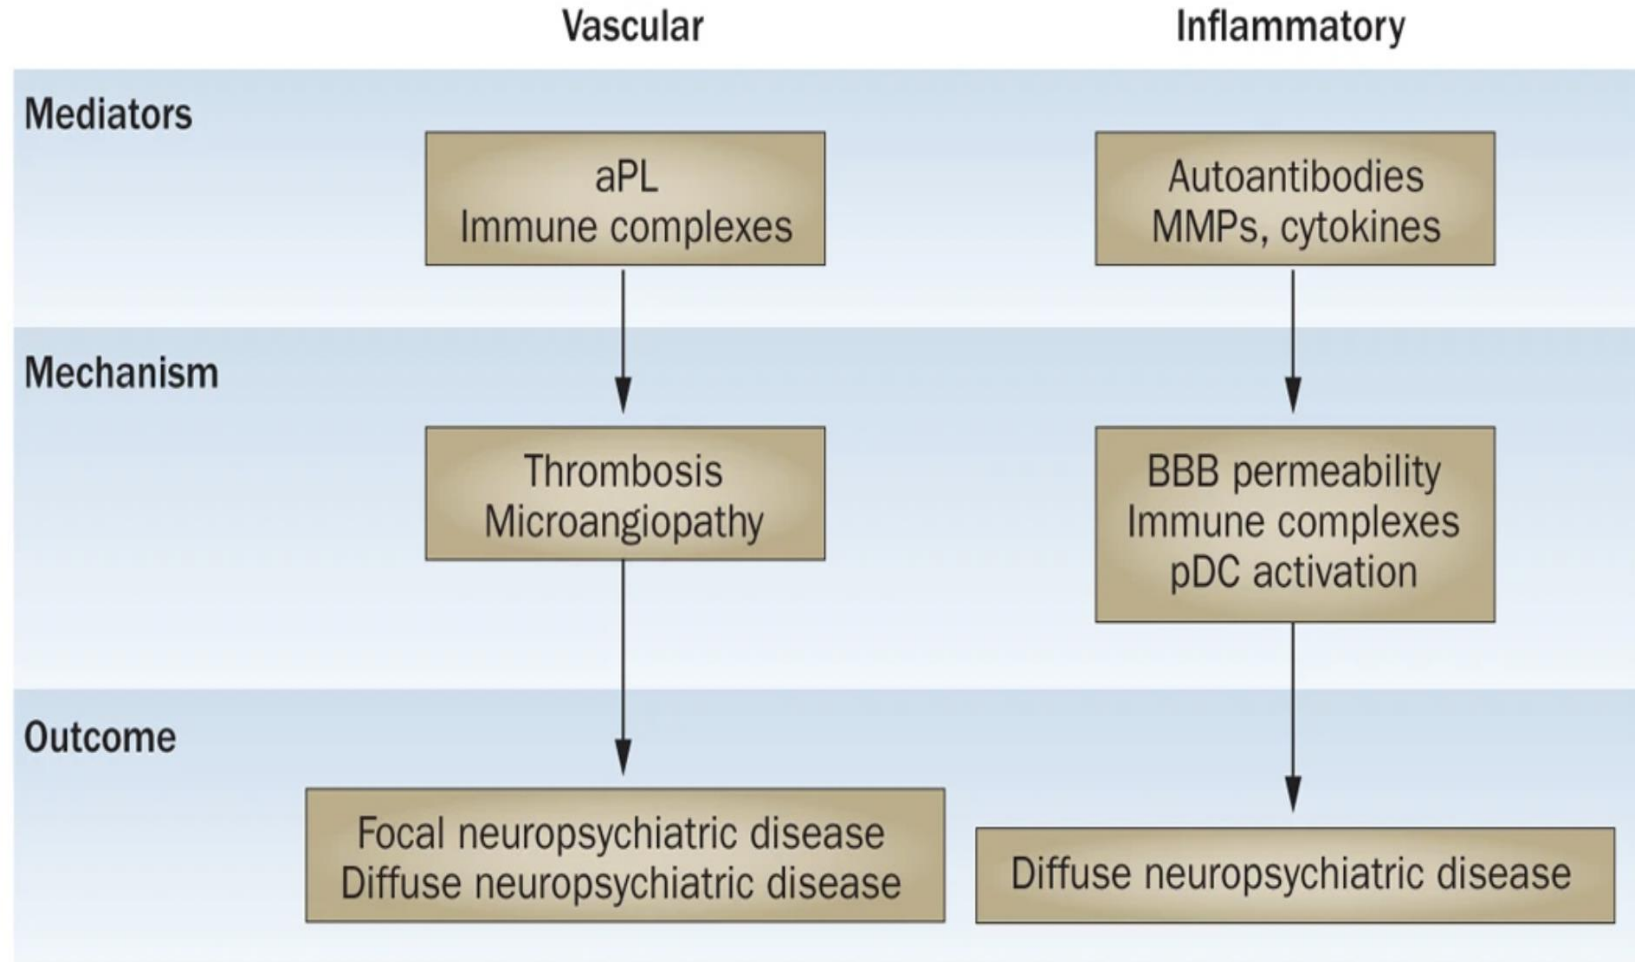 Vascular
Inflammatory
Mediators
aPL
Immune complexes
Autoantibodies
MMPs, cytokines
Mechanism
Thrombosis
Microangiopathy
BBB permeability
Immune complexes
pDC activation
Outcome
Focal neuropsychiatric disease
Diffuse neuropsychiatric disease
Diffuse neuropsychiatric disease